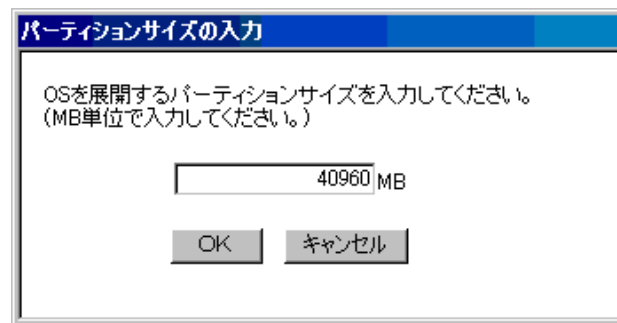 パーティションサイズの入力
OSを展開するパーティションサイズを入力してください。
(MB単位で入力してください。)
40960 MB
OK キャンセル